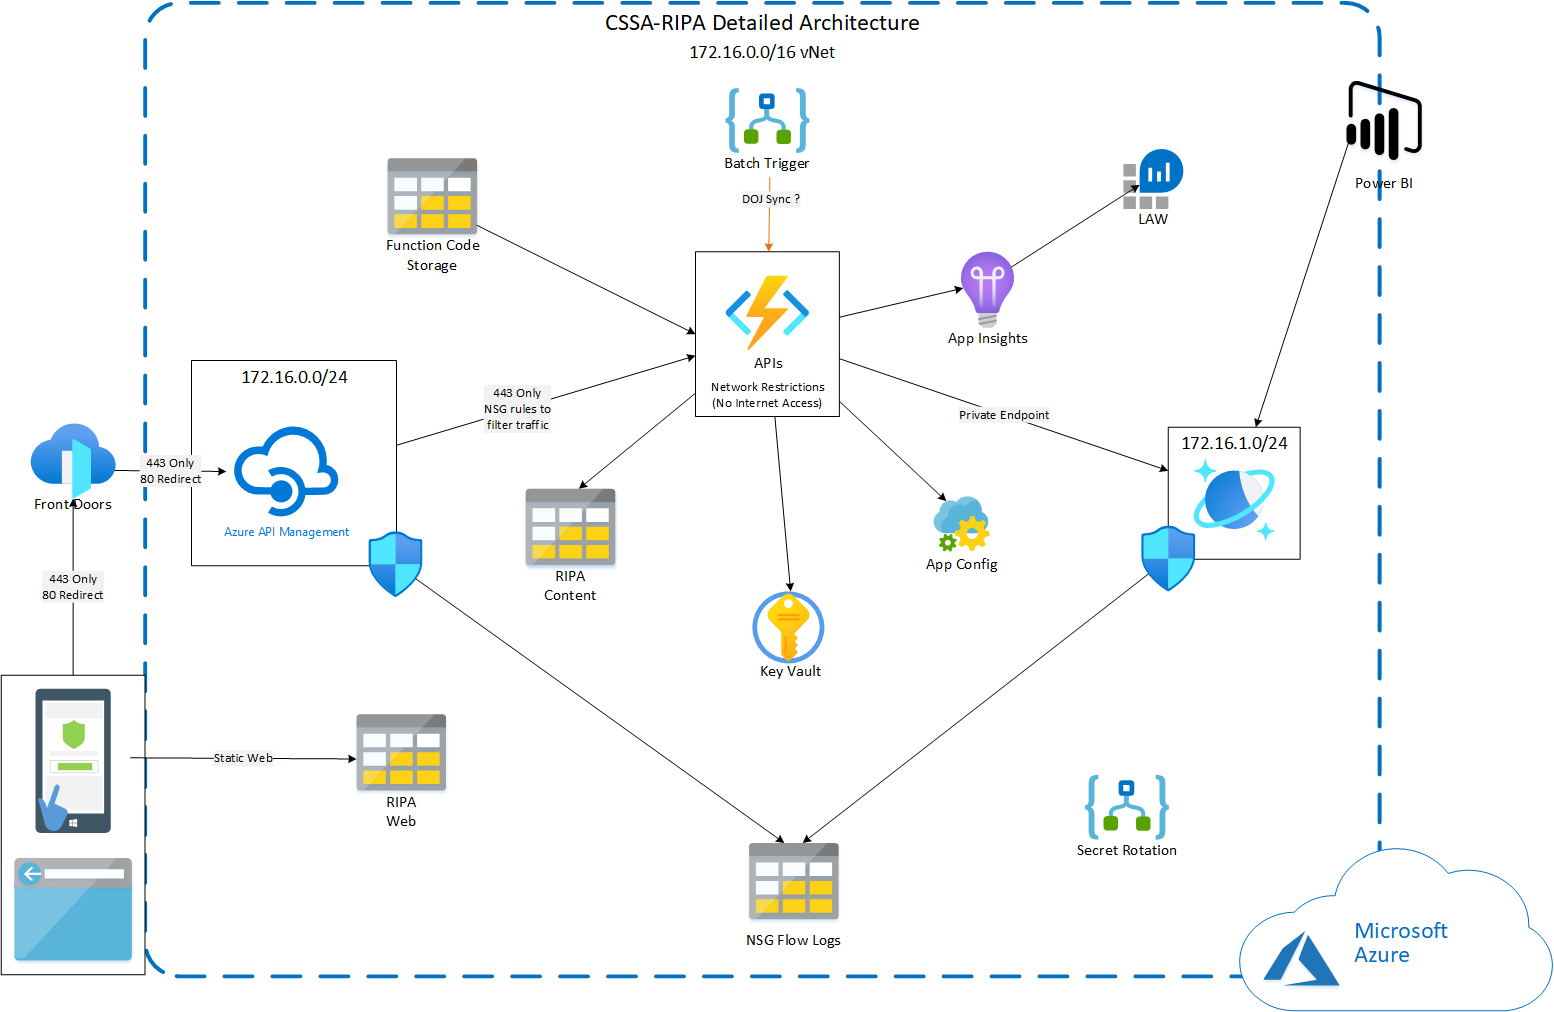 CSSA-RIPA Detailed Architecture
172.16.0.0/16 vNet
Batch Trigger
DOJ Sync ?
Function Code
Storage
LAW
Power BI
App Insights
APIs
Network Restrictions
(No Internet Access)
172.16.0.0/24
443 Only
NSG rules to
filter traffic
Private Endpoint
172.16.1.0/24
443 Only
80 Redirect
Front Doors
Azure API Management
443 Only
80 Redirect
RIPA
Content
App Config
Key Vault
Static Web
RIPA
Web
Secret Rotation
NSG Flow Logs
Microsoft
Azure